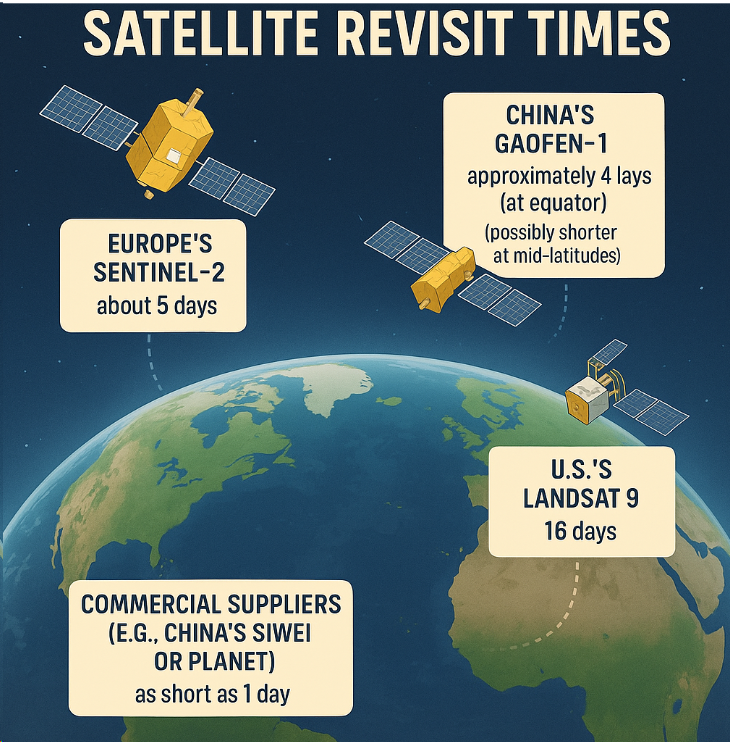 SATELLITE REVISIT TIMES
CHINA'S
GAOFEN-1
approximately 4 lays
(at equator)
(possibly shorter
at mid-latitudes)
EUROPE'S
SENTINEL-2
about 5 days
U.S.'S
LANDSAT 9
16 days
COMMERCIAL SUPPLIERS
(E.G., CHINA'S SIWEI
OR PLANET)
as short as 1 day